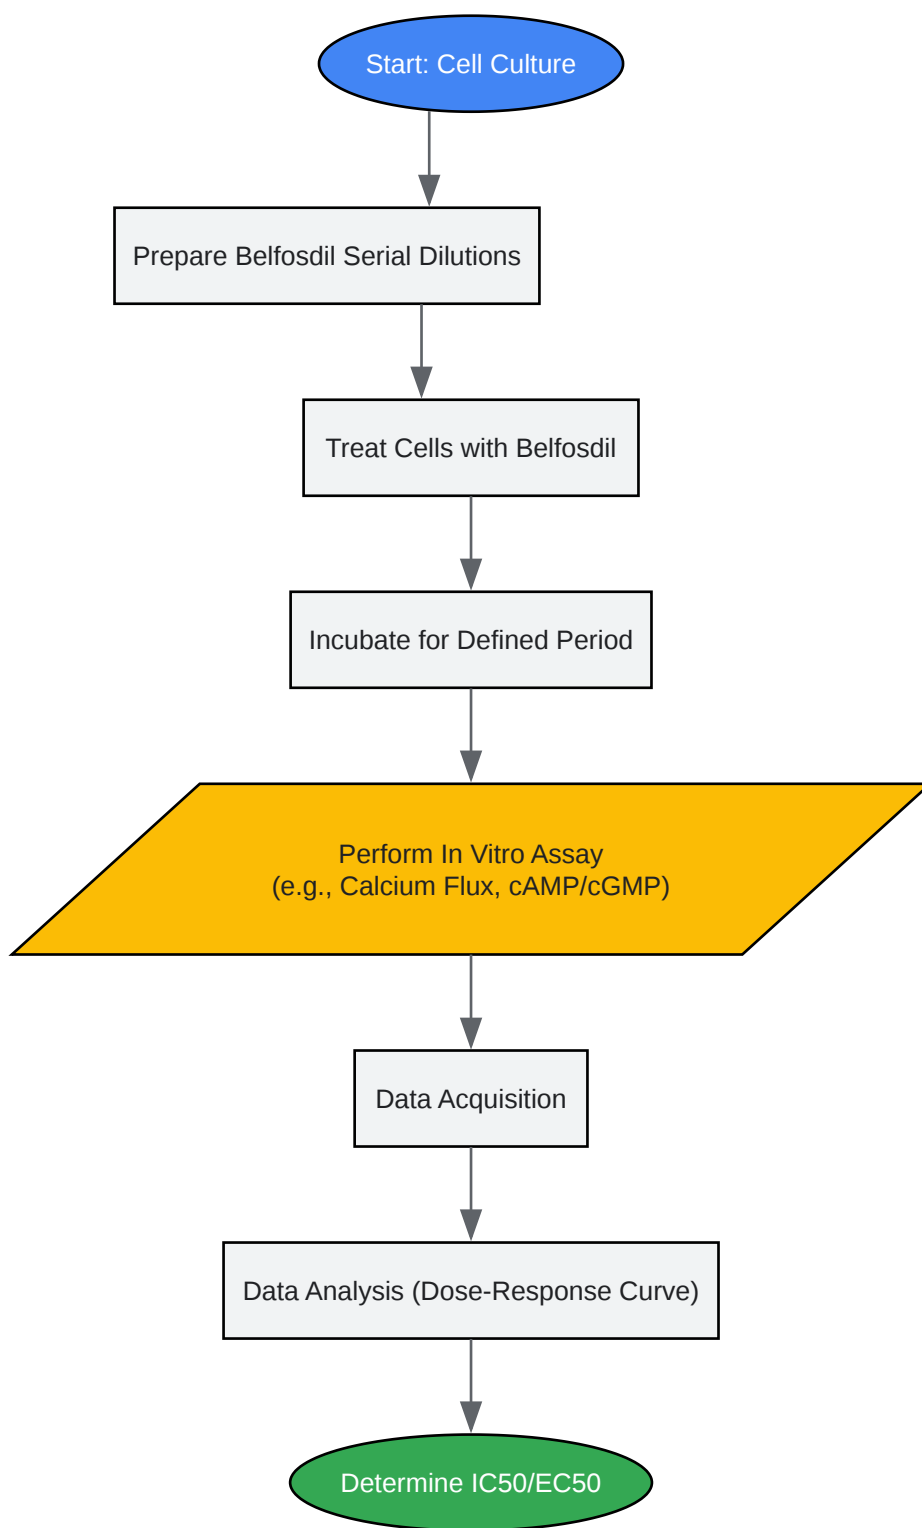 Start: Cell Culture
Prepare Belfosdil Serial Dilutions
Treat Cells with Belfosdil
Incubate for Defined Period
Perform In Vitro Assay
(e.g., Calcium Flux, cAMP/cGMP)
Data Acquisition
Data Analysis (Dose-Response Curve)
Determine IC50/EC50